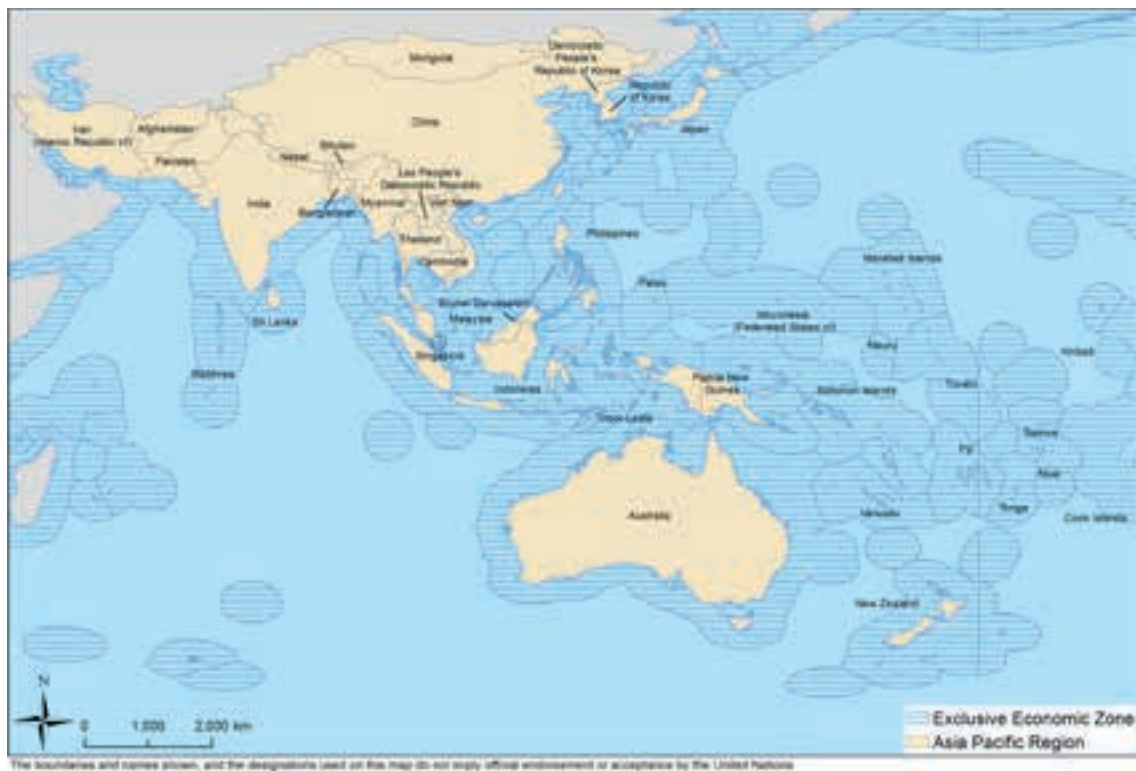 Democratic
People's
Republic of Korea
Mongolia
Republic
of Korea
Japan
China
Iran
(Islamic Republic of)
Afghanistan
Pakistan
Nepal
Bhutan
Lao People's
Democratic Republic
India
Bangladesh
Myanmar
Viet Nam
Thailand
Cambodia
Philippines
Marshall Islands
Palau
Brunei Darussalam
Malaysia
Micronesia
(Federated States of)
Sri Lanka
Singapore
Nauru
Kiribati
Maldives
Indonesia
Papua New
Guinea
Solomon Islands
Tuvalu
Timor-Leste
Samoa
Fiji
Niue
Australia
Vanuatu
Tonga
Cook Islands
New Zealand
N
0 1,000 2,000 km
Exclusive Economic Zone
Asia Pacific Region
The boundaries and names shown, and the designations used on this map do not imply official endorsement or acceptance by the United Nations